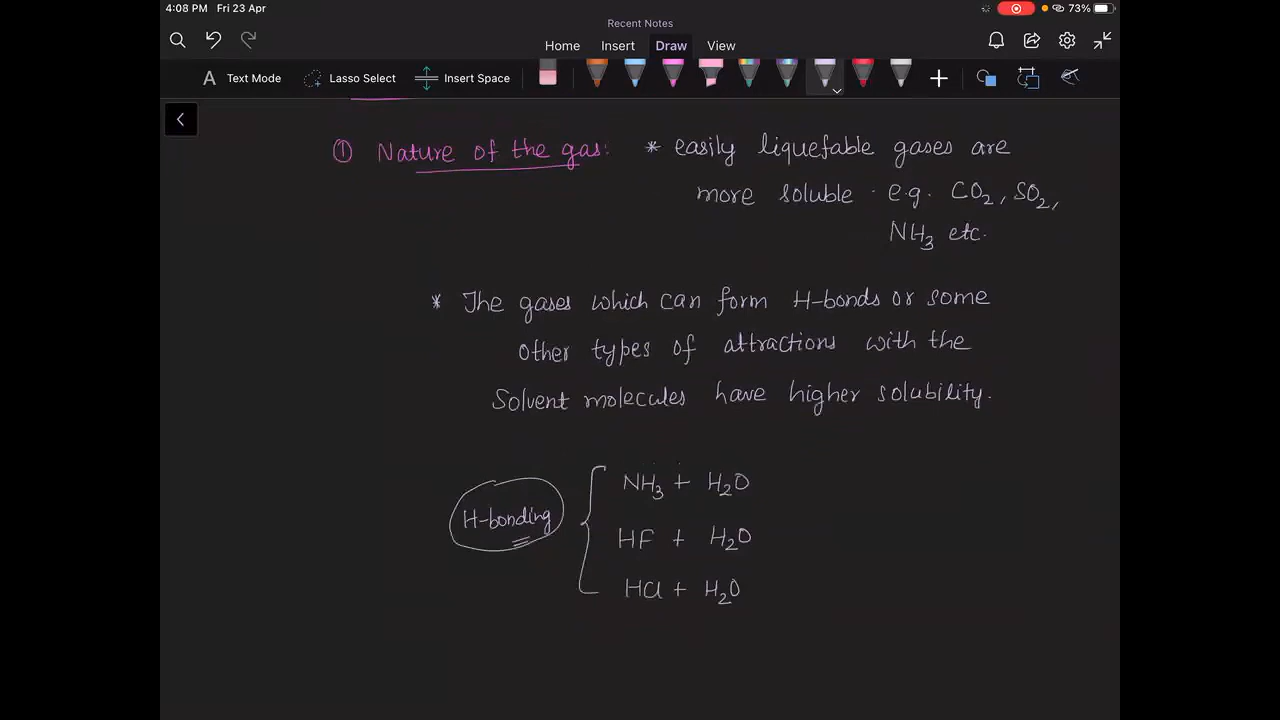 4:08 PM Fri 23 Apr
73%
Recent Notes
Home Insert Draw View
Text Mode Lasso Select Insert Space
① Nature of the gas: * easily liquefable gases are
more soluble . e.g. CO2, SO2,
NH3 etc.
* The gases which can form H-bonds or some
other types of attractions with the
Solvent molecules have higher solubility.
NH3 + H2O
H-bonding
HF + H2O
HCl + H2O